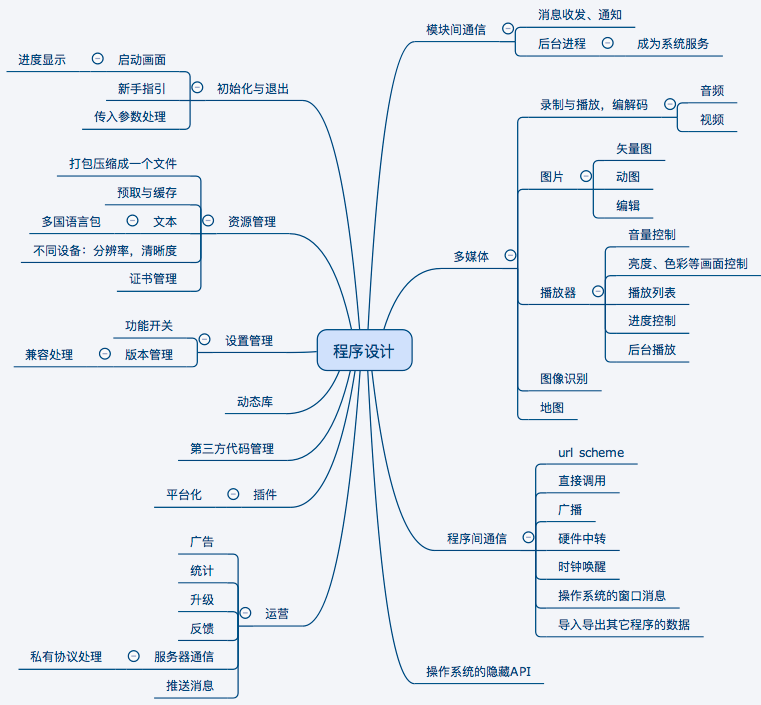 程序设计
模块间通信
消息收发、通知
后台进程
成为系统服务
多媒体
录制与播放，编解码
音频
视频
图片
矢量图
动图
编辑
播放器
音量控制
亮度、色彩等画面控制
播放列表
进度控制
后台播放
图像识别
地图
程序间通信
url scheme
直接调用
广播
硬件中转
时钟唤醒
操作系统的窗口消息
导入导出其它程序的数据
操作系统的隐藏API
初始化与退出
启动画面
进度显示
新手指引
传入参数处理
资源管理
打包压缩成一个文件
预取与缓存
文本
多国语言包
不同设备：分辨率，清晰度
证书管理
设置管理
功能开关
版本管理
兼容处理
动态库
第三方代码管理
插件
平台化
运营
广告
统计
升级
反馈
服务器通信
私有协议处理
推送消息